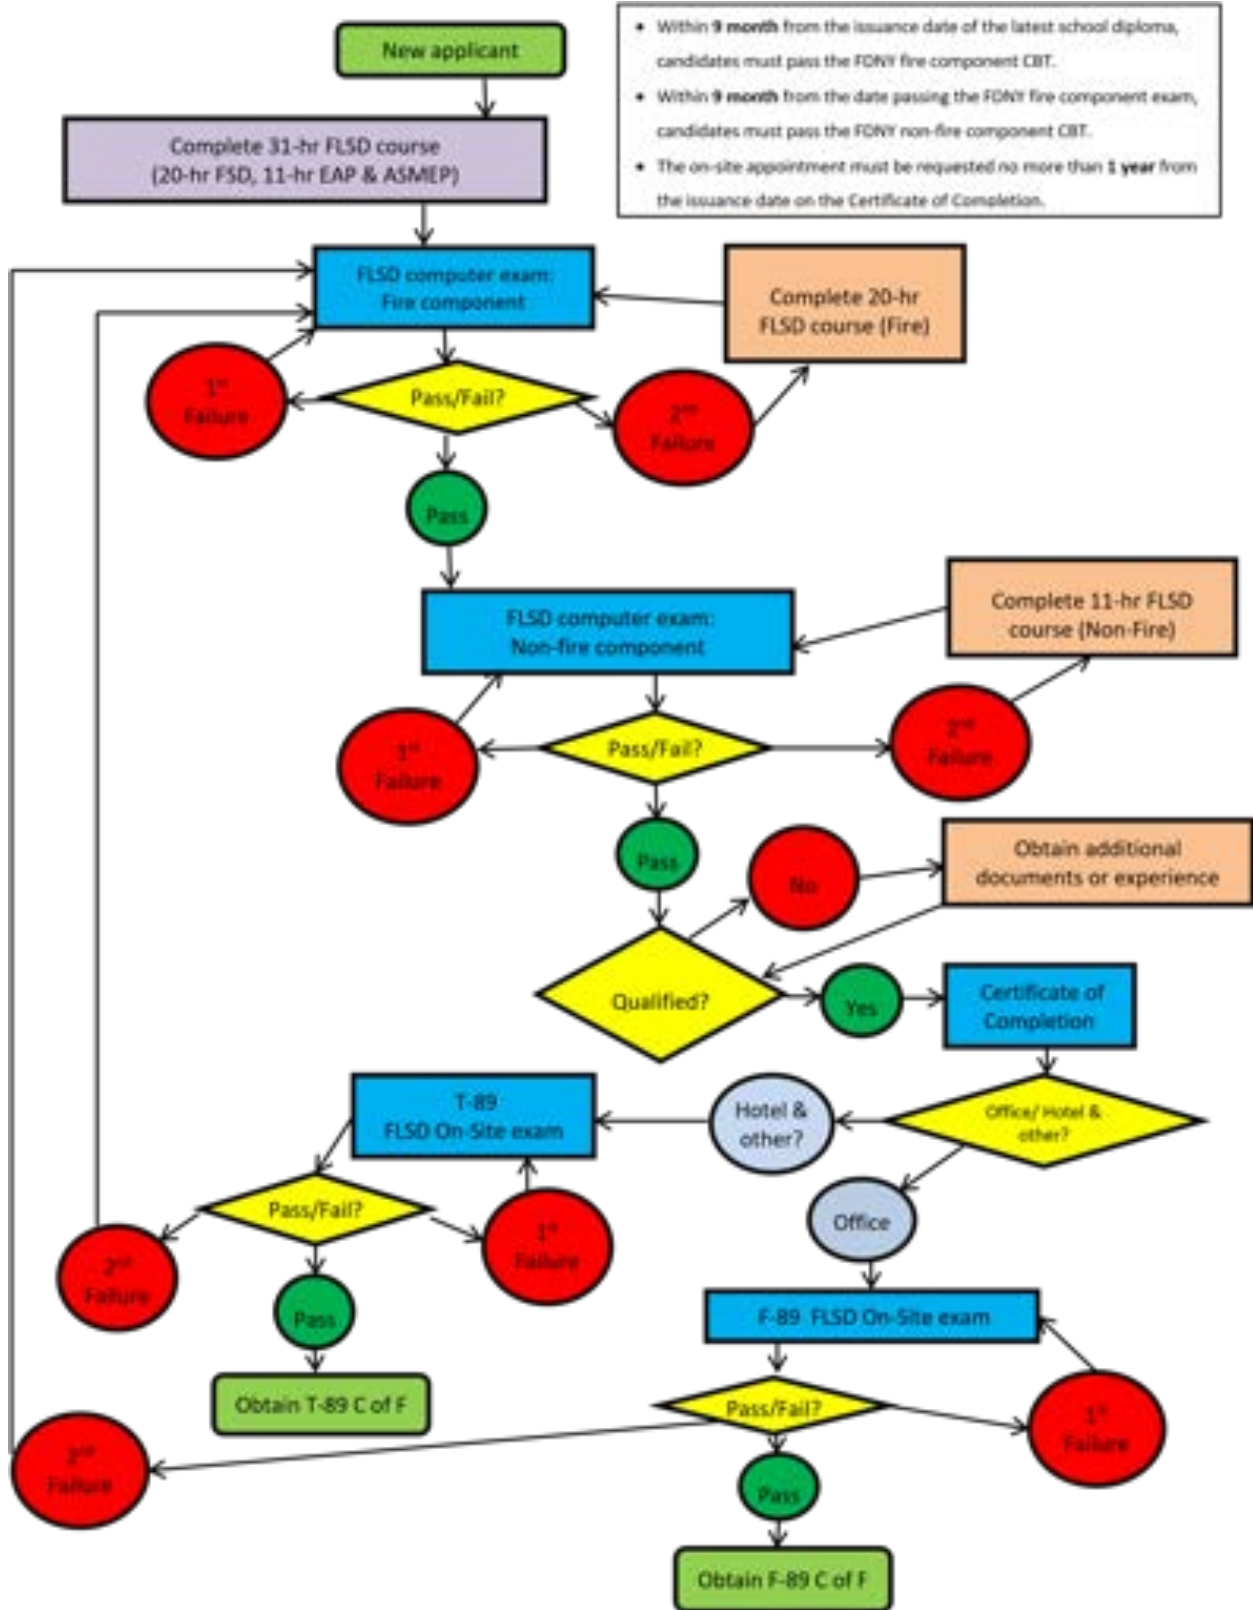 New applicant
• Within 9 month from the issuance date of the latest school diploma,
candidates must pass the FDNY fire component CBT.
• Within 9 month from the date passing the FDNY fire component exam,
candidates must pass the FDNY non-fire component CBT.
• The on-site appointment must be requested no more than 1 year from
the issuance date on the Certificate of Completion.
Complete 31-hr FLSD course
(20-hr FSD, 11-hr EAP & ASMEP)
FLSD computer exam:
Fire component
Complete 20-hr
FLSD course (Fire)
1st
Failure
Pass/Fail?
2nd
Failure
Pass
FLSD computer exam:
Non-fire component
Complete 11-hr FLSD
course (Non-Fire)
1st
Failure
Pass/Fail?
2nd
Failure
Pass
No
Obtain additional
documents or experience
Qualified?
Yes
Certificate of
Completion
T-89
FLSD On-Site exam
Hotel &
other?
Office/ Hotel &
other?
Pass/Fail?
1st
Failure
2nd
Failure
Office
Pass
F-89 FLSD On-Site exam
Obtain T-89 C of F
Pass/Fail?
1st
Failure
2nd
Failure
Pass
Obtain F-89 C of F